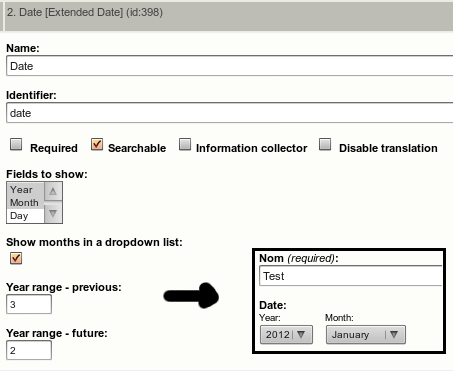 2. Date [Extended Date] (id:398)
Name:
Date
Identifier:
date
Required Searchable Information collector Disable translation
Fields to show:
Year
Month
Day
Show months in a dropdown list:
Year range - previous:
3
Year range - future:
2
Nom (required):
Test
Date:
Year: Month:
2012 January